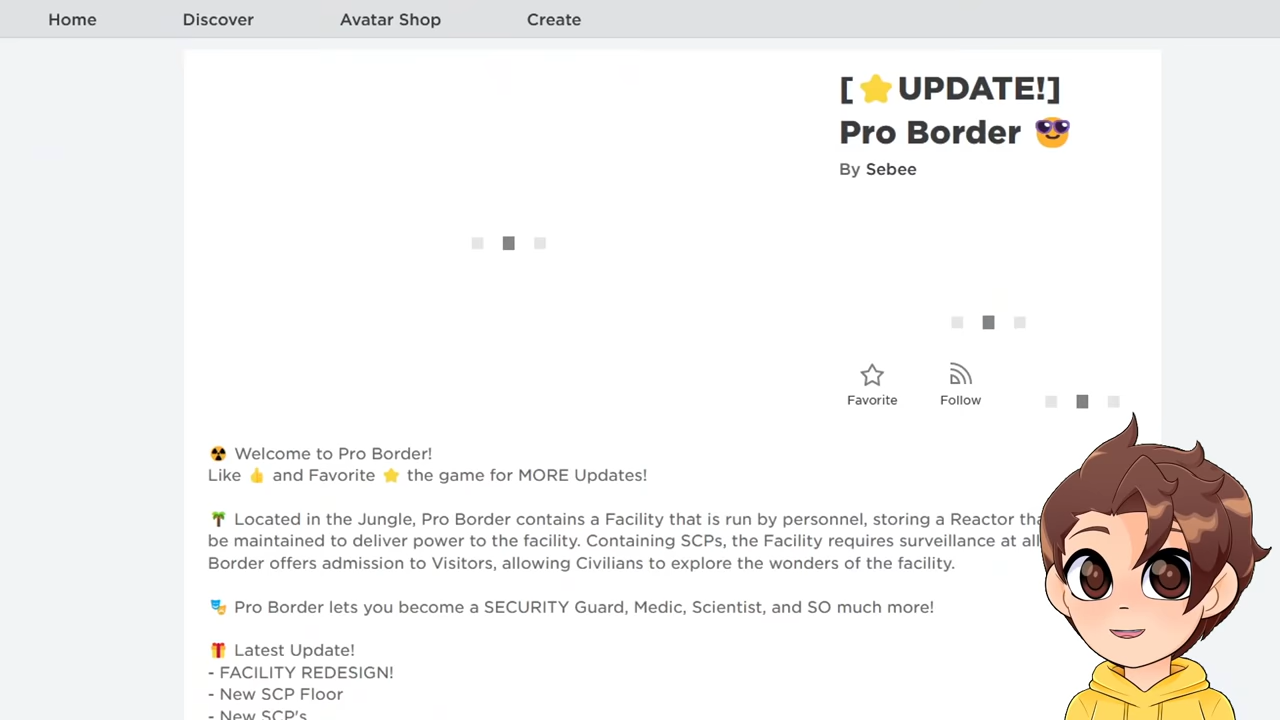 Home Discover Avatar Shop Create
[⭐UPDATE!]
Pro Border 😎
By Sebee
Favorite Follow
☢️ Welcome to Pro Border!
Like 👍 and Favorite ⭐ the game for MORE Updates!
🌴 Located in the Jungle, Pro Border contains a Facility that is run by personnel, storing a Reactor
be maintained to deliver power to the facility. Containing SCPs, the Facility requires surveillance at all
Border offers admission to Visitors, allowing Civilians to explore the wonders of the facility.
🎭 Pro Border lets you become a SECURITY Guard, Medic, Scientist, and SO much more!
🎁 Latest Update!
- FACILITY REDESIGN!
- New SCP Floor
- New SCP's